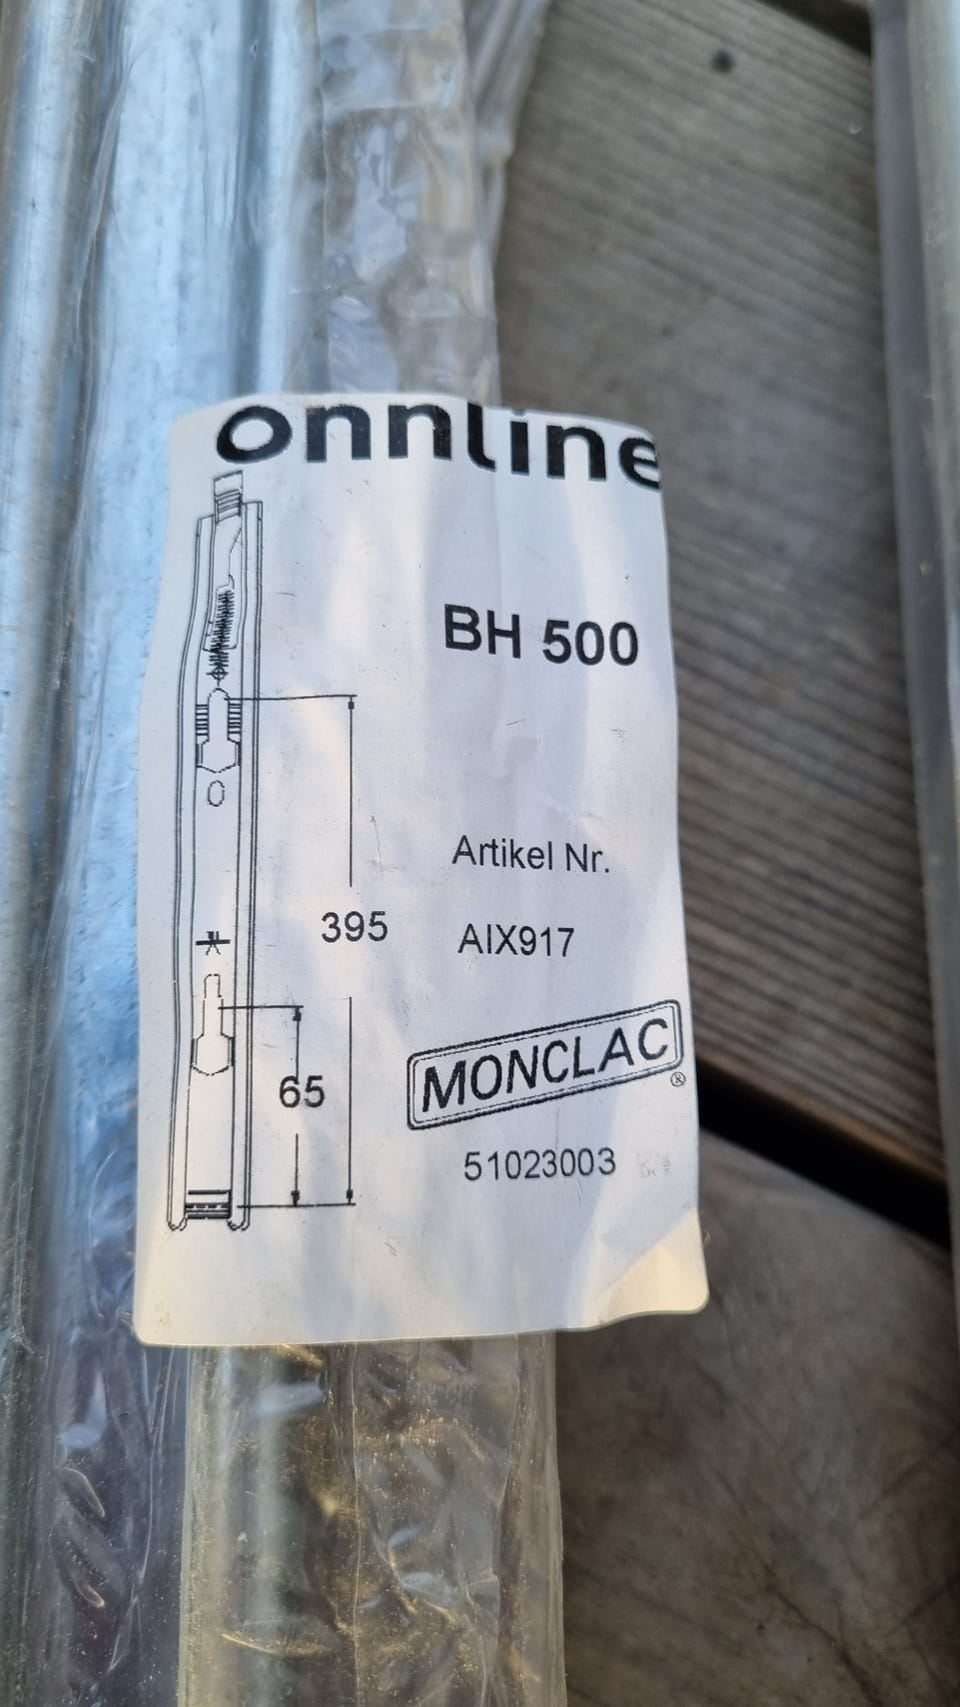 onnline
BH 500
Artikel Nr.
395
AIX917
65
MONCLAC
®
51023003